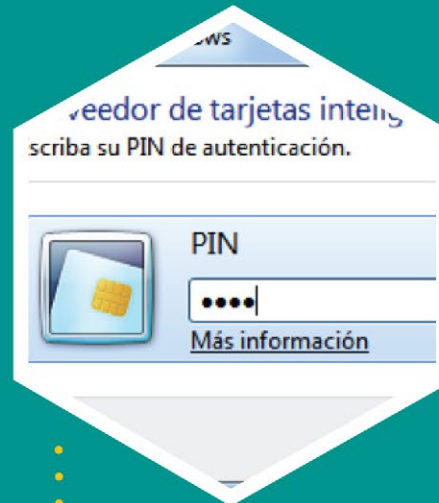 veedor de tarjetas intelig
scriba su PIN de autenticación.
PIN
Más información